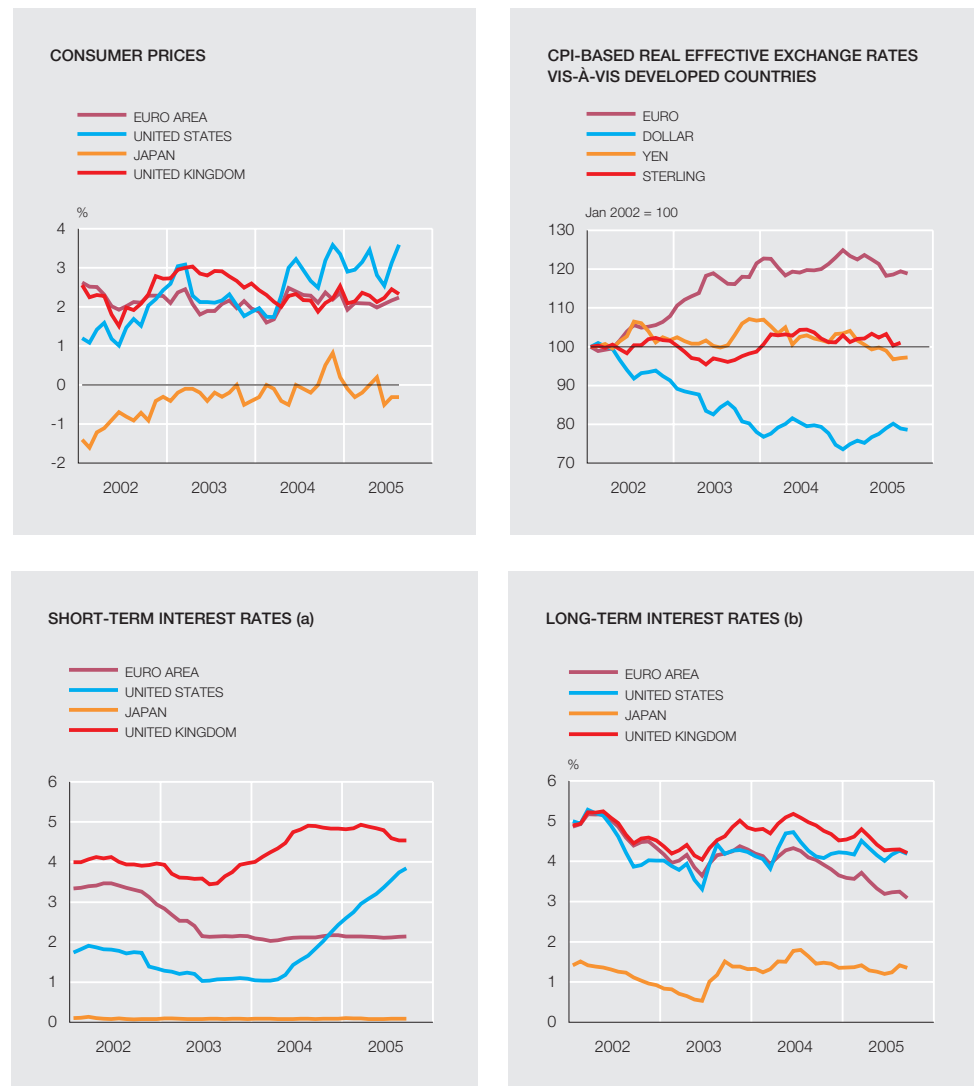 CONSUMER PRICES
EURO AREA
UNITED STATES
JAPAN
UNITED KINGDOM
%
4
3
2
1
0
-1
-2
2002 2003 2004 2005
CPI-BASED REAL EFFECTIVE EXCHANGE RATES
VIS-À-VIS DEVELOPED COUNTRIES
EURO
DOLLAR
YEN
STERLING
Jan 2002 = 100
130
120
110
100
90
80
70
2002 2003 2004 2005
SHORT-TERM INTEREST RATES (a)
EURO AREA
UNITED STATES
JAPAN
UNITED KINGDOM
6
5
4
3
2
1
0
2002 2003 2004 2005
LONG-TERM INTEREST RATES (b)
EURO AREA
UNITED STATES
JAPAN
UNITED KINGDOM
%
6
5
4
3
2
1
0
2002 2003 2004 2005